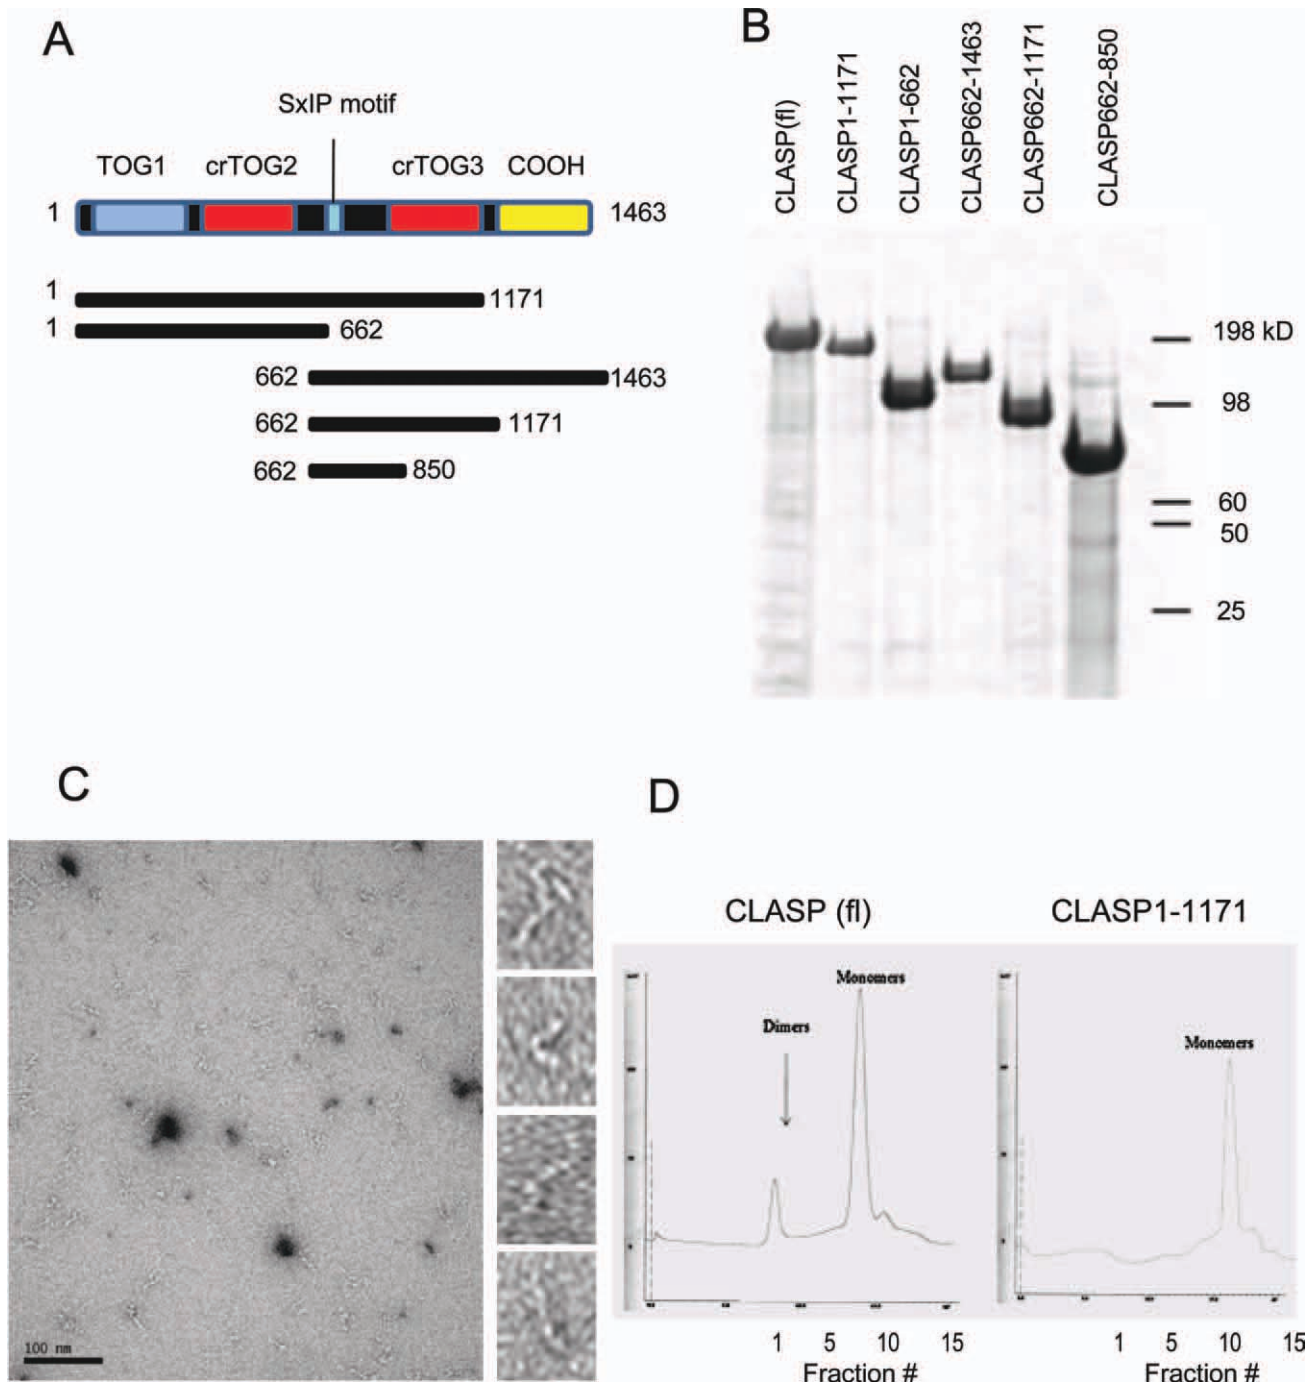 A
SxIP motif
TOG1 crTOG2 crTOG3 COOH
1 1463
1 1171
1 662
662 1463
662 1171
662 850
B
CLASP(fl)
CLASP1-1171
CLASP1-662
CLASP662-1463
CLASP662-1171
CLASP662-850
198 kD
98
60
50
25
C
100 nm
D
CLASP (fl)
Monomers
Dimers
1 5 10 15
Fraction #
CLASP1-1171
Monomers
1 5 10 15
Fraction #